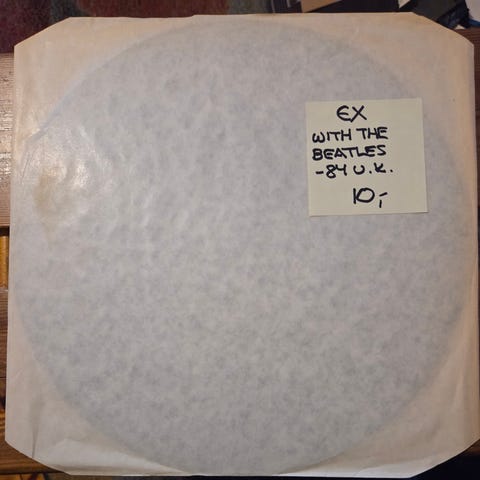 EX
WITH THE
BEATLES
-84 U.K.
10,-